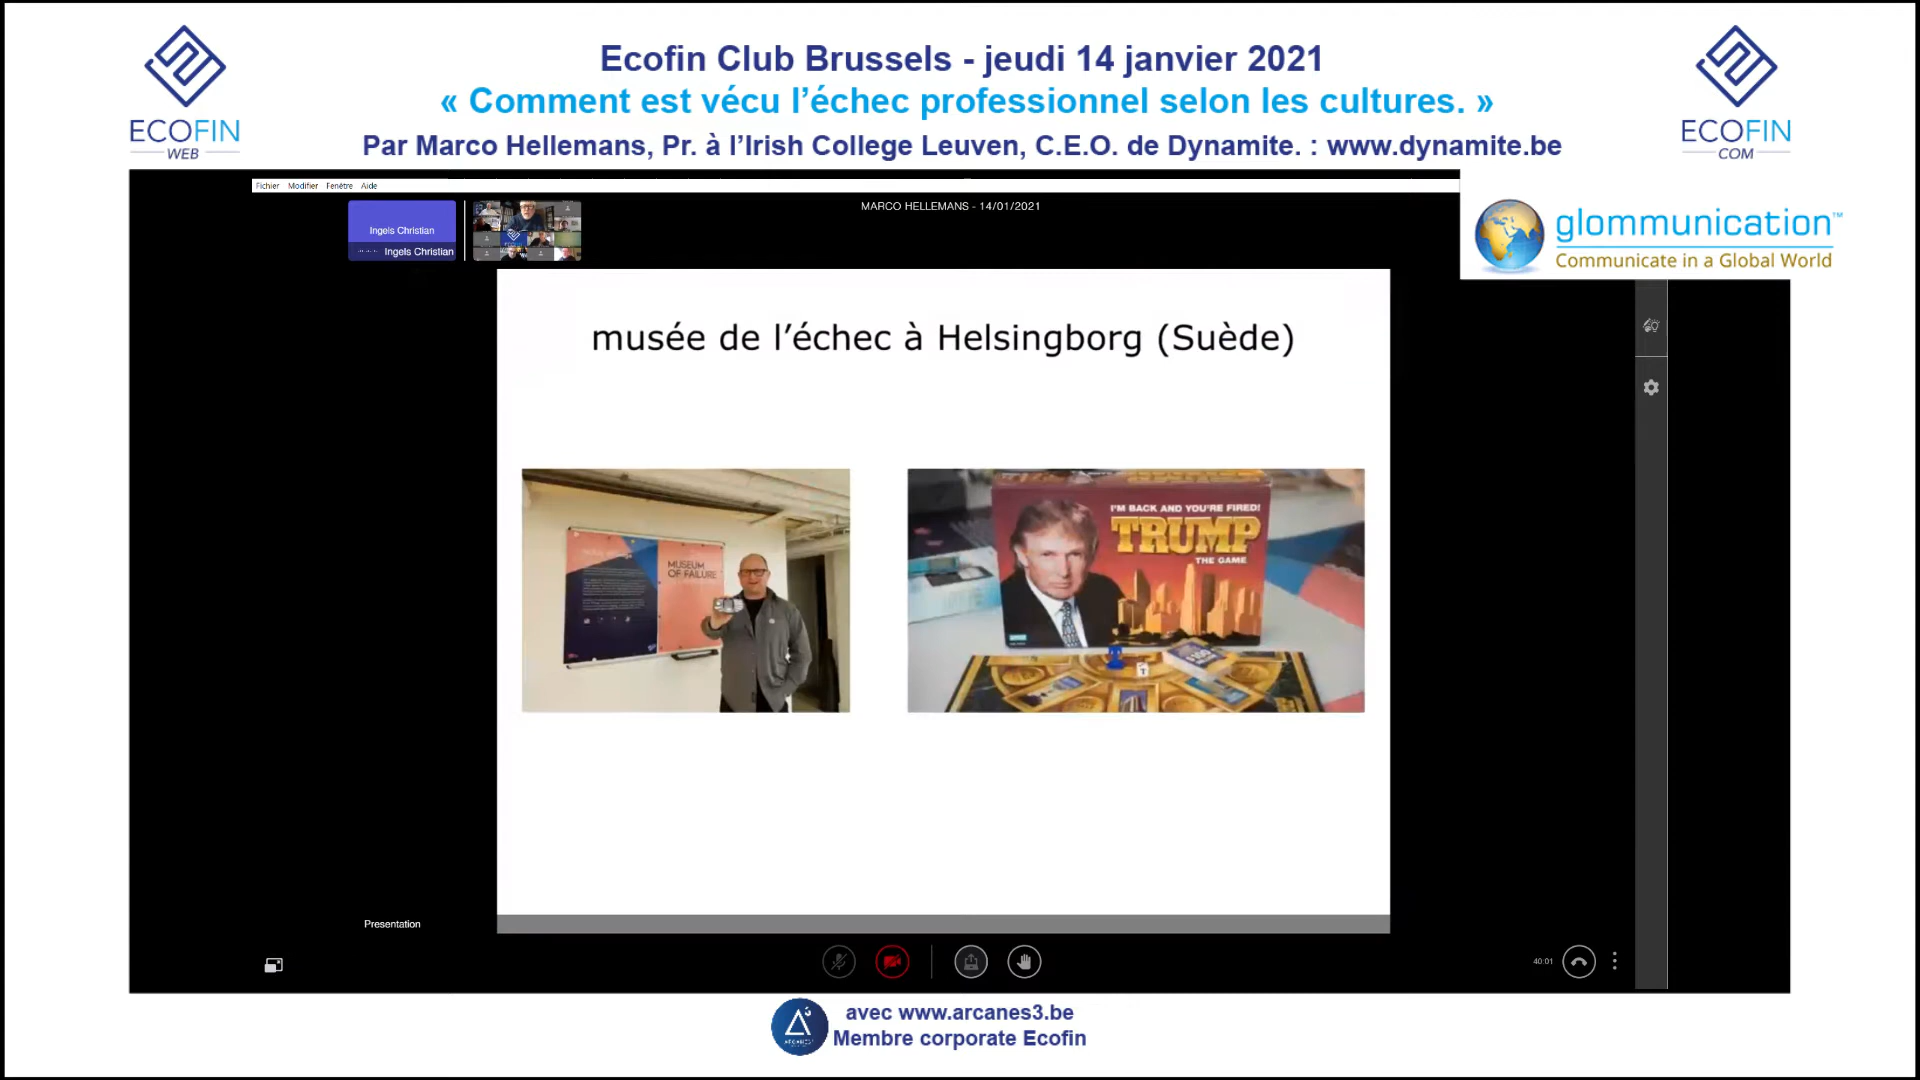 Ecofin Club Brussels - jeudi 14 janvier 2021
« Comment est vécu l’échec professionnel selon les cultures. »
Par Marco Hellemans, Pr. à l’Irish College Leuven, C.E.O. de Dynamite. : www.dynamite.be
ECOFIN
WEB
ECOFIN
COM
Fichier Modifier Fenêtre Aide
MARCO HELLEMANS - 14/01/2021
Ingels Christian
Ingels Christian
glommunication™
Communicate in a Global World
musée de l’échec à Helsingborg (Suède)
MUSEUM
OF FAILURE
I'M BACK AND YOU'RE FIRED!
TRUMP
THE GAME
T
Presentation
40:01
avec www.arcanes3.be
Membre corporate Ecofin